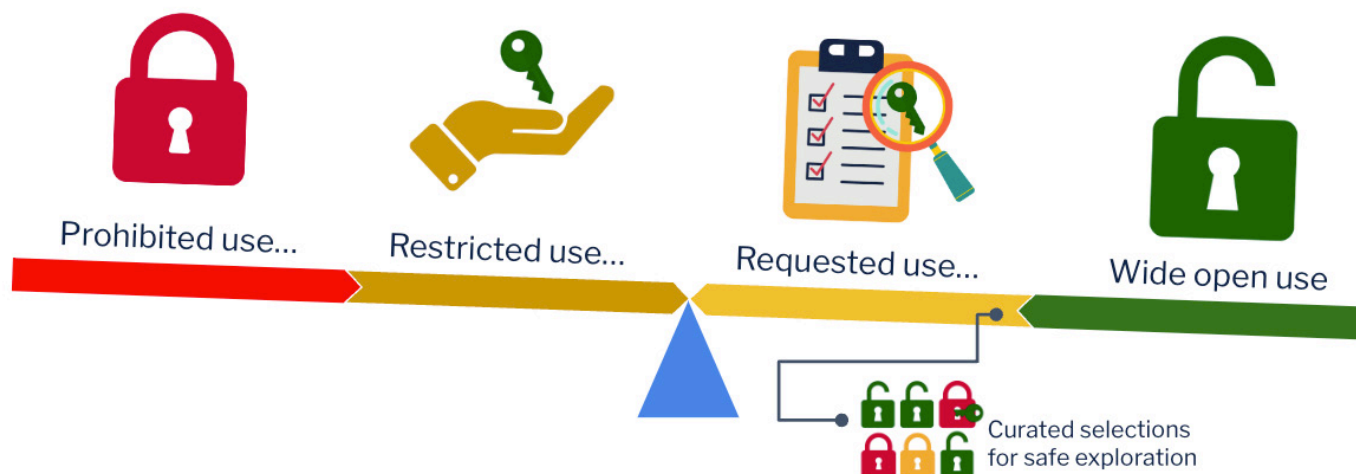 Prohibited use...
Restricted use...
Requested use...
Wide open use
Curated selections
for safe exploration